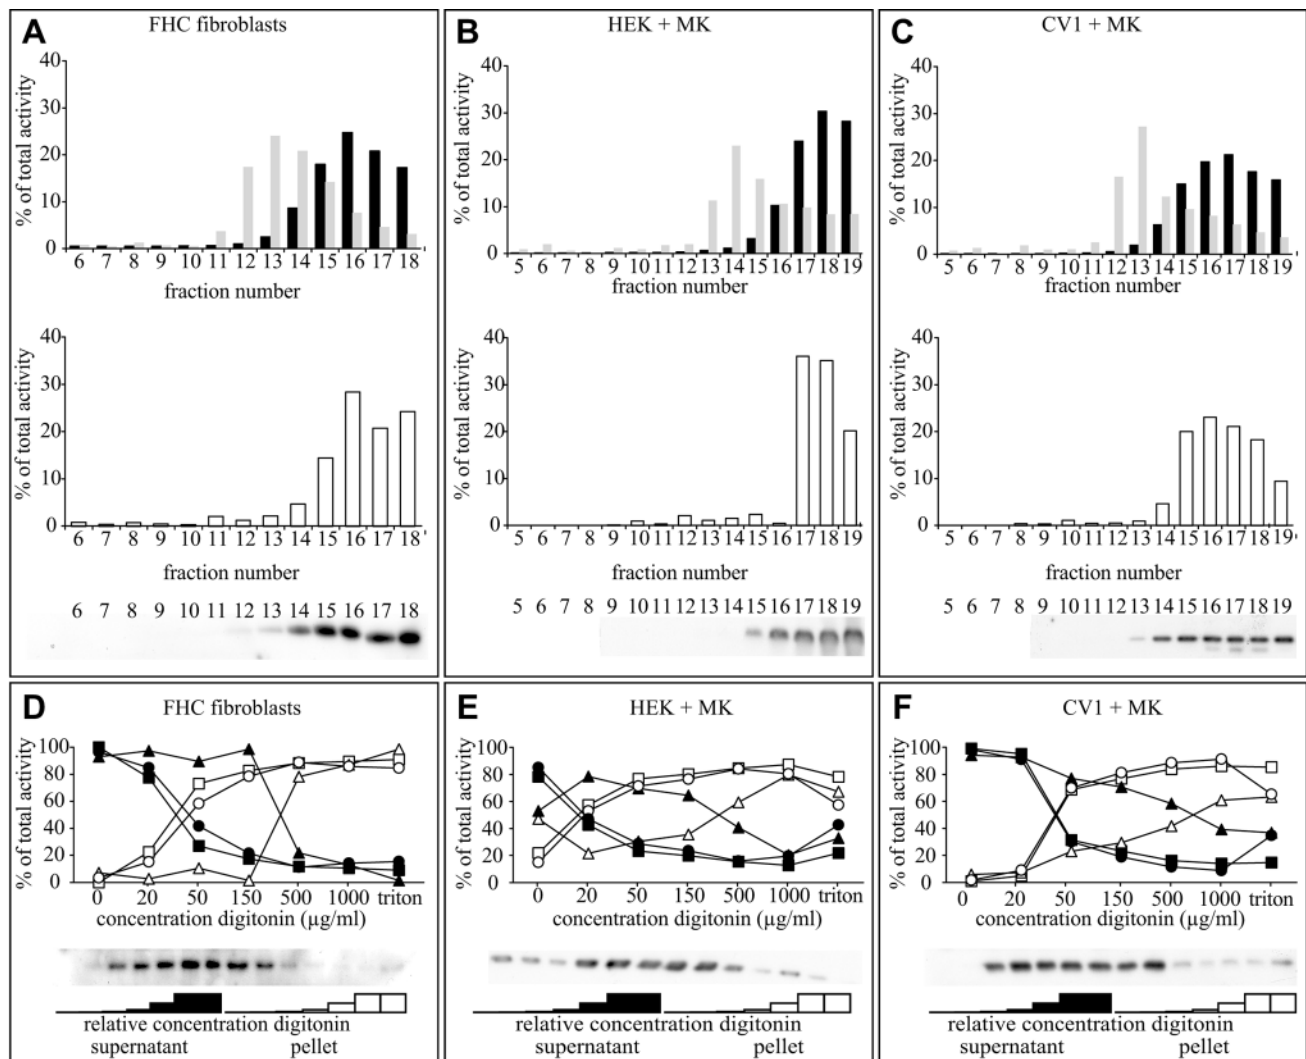 A FHC fibroblasts
% of total activity
40
30
20
10
0
6 7 8 9 10 11 12 13 14 15 16 17 18
fraction number
% of total activity
40
30
20
10
0
6 7 8 9 10 11 12 13 14 15 16 17 18
fraction number
6 7 8 9 10 11 12 13 14 15 16 17 18
B HEK + MK
% of total activity
40
30
20
10
0
5 6 7 8 9 10 11 12 13 14 15 16 17 18 19
fraction number
% of total activity
40
30
20
10
0
5 6 7 8 9 10 11 12 13 14 15 16 17 18 19
fraction number
5 6 7 8 9 10 11 12 13 14 15 16 17 18 19
C CV1 + MK
% of total activity
40
30
20
10
0
5 6 7 8 9 10 11 12 13 14 15 16 17 18 19
fraction number
% of total activity
40
30
20
10
0
5 6 7 8 9 10 11 12 13 14 15 16 17 18 19
fraction number
5 6 7 8 9 10 11 12 13 14 15 16 17 18 19
D FHC fibroblasts
% of total activity
100
80
60
40
20
0
0 20 50 150 500 1000 triton
concentration digitonin (µg/ml)
relative concentration digitonin
supernatant pellet
E HEK + MK
% of total activity
100
80
60
40
20
0
0 20 50 150 500 1000 triton
concentration digitonin (µg/ml)
relative concentration digitonin
supernatant pellet
F CV1 + MK
% of total activity
100
80
60
40
20
0
0 20 50 150 500 1000 triton
concentration digitonin (µg/ml)
relative concentration digitonin
supernatant pellet